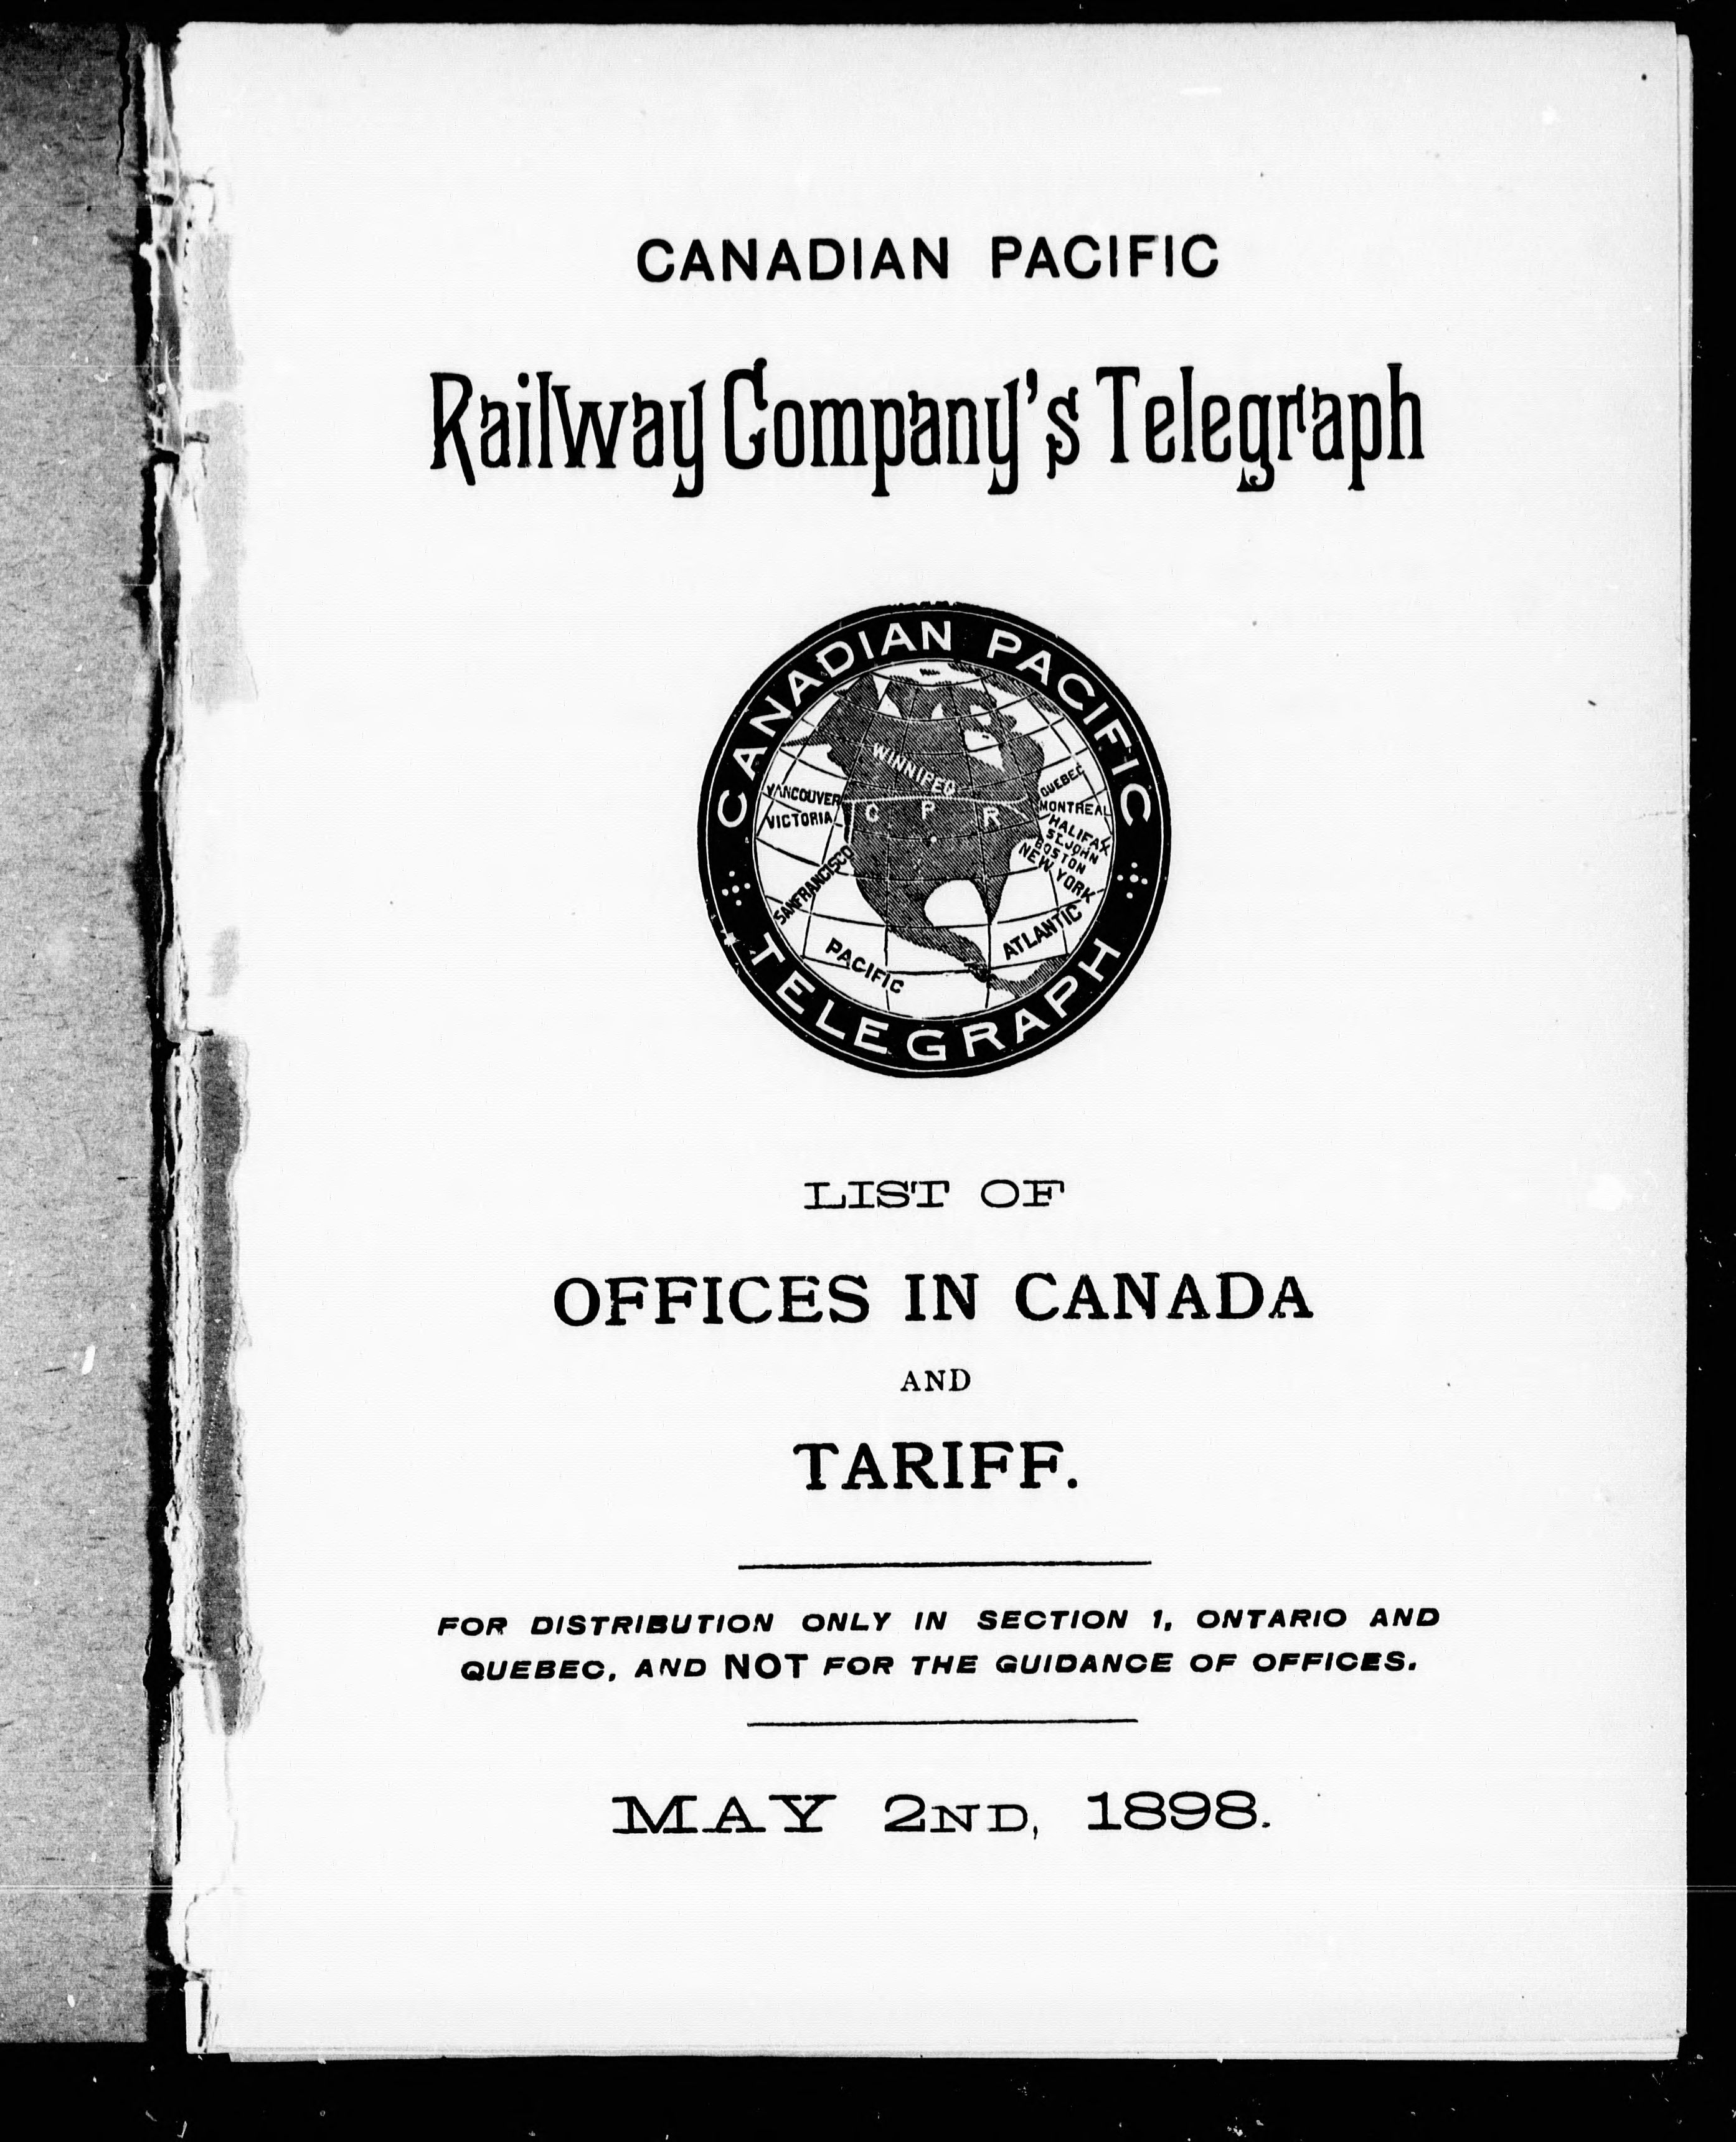 CANADIAN PACIFIC
Railway Company's Telegraph
CANADIAN PACIFIC
WINNIPEG
QUEBEC
VANCOUVER
MONTREAL
C P R
VICTORIA
HALIFAX
ST. JOHN
BOSTON
NEW YORK
SANFRANCISCO
ATLANTIC
PACIFIC
TELEGRAPH
LIST OF
OFFICES IN CANADA
AND
TARIFF.
FOR DISTRIBUTION ONLY IN SECTION 1, ONTARIO AND
QUEBEC, AND NOT FOR THE GUIDANCE OF OFFICES.
MAY 2ND, 1898.